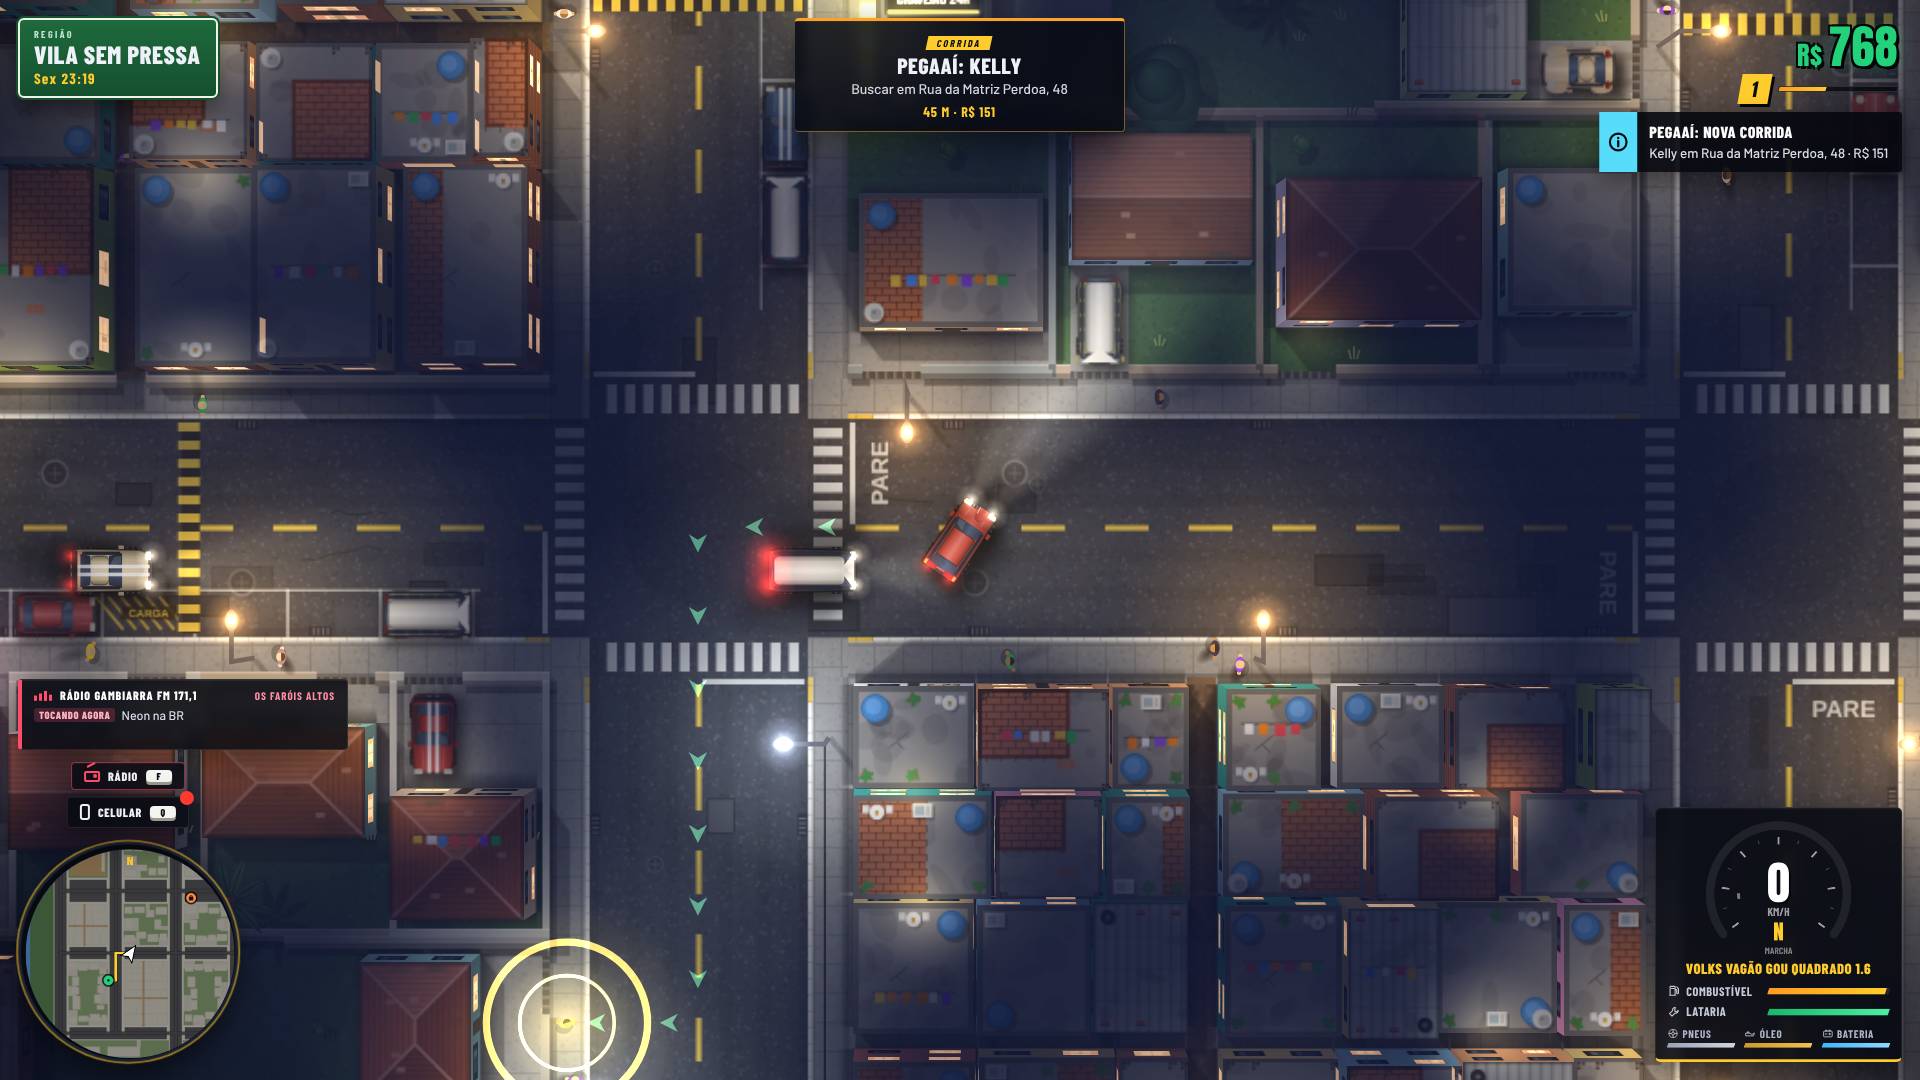 REGIÃO
VILA SEM PRESSA
Sex 23:19
CORRIDA
PEGAAÍ: KELLY
Buscar em Rua da Matriz Perdoa, 48
45 M · R$ 151
R$ 768
1
PEGAAÍ: NOVA CORRIDA
Kelly em Rua da Matriz Perdoa, 48 · R$ 151
PARE
PARE
CARGA
PARE
RÁDIO GAMBIARRA FM 171,1
OS FARÓIS ALTOS
TOCANDO AGORA Neon na BR
RÁDIO F
CELULAR Q
N
0
KM/H
N
MARCHA
VOLKS VAGÃO GOU QUADRADO 1.6
COMBUSTÍVEL
LATARIA
PNEUS ÓLEO BATERIA